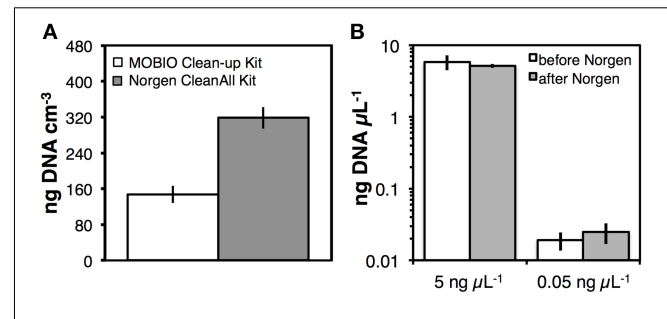 A
B
480
400
320
240
160
80
0
ng DNA cm-3
MOBIO Clean-up Kit
Norgen CleanAll Kit
10
1
0.1
0.01
ng DNA µL-1
before Norgen
after Norgen
5 ng µL-1
0.05 ng µL-1